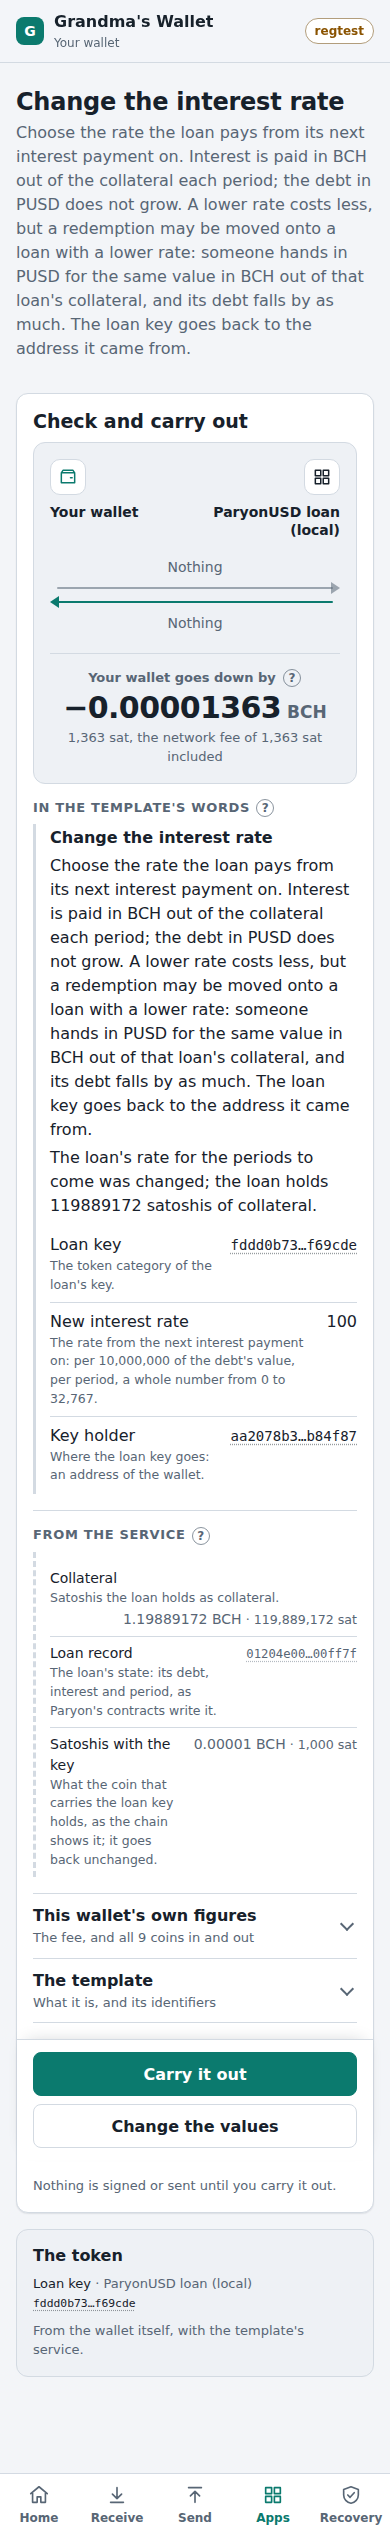 G
Grandma's Wallet
Your wallet
regtest
Change the interest rate
Choose the rate the loan pays from its next
interest payment on. Interest is paid in BCH
out of the collateral each period; the debt in
PUSD does not grow. A lower rate costs less,
but a redemption may be moved onto a
loan with a lower rate: someone hands in
PUSD for the same value in BCH out of that
loan's collateral, and its debt falls by as
much. The loan key goes back to the
address it came from.
Check and carry out
Your wallet
ParyonUSD loan
(local)
Nothing
Nothing
Your wallet goes down by ?
−0.00001363 BCH
1,363 sat, the network fee of 1,363 sat
included
IN THE TEMPLATE'S WORDS ?
Change the interest rate
Choose the rate the loan pays from
its next interest payment on. Interest
is paid in BCH out of the collateral
each period; the debt in PUSD does
not grow. A lower rate costs less, but
a redemption may be moved onto a
loan with a lower rate: someone
hands in PUSD for the same value in
BCH out of that loan's collateral, and
its debt falls by as much. The loan
key goes back to the address it came
from.
The loan's rate for the periods to
come was changed; the loan holds
119889172 satoshis of collateral.
Loan key fddd0b73…f69cde
The token category of the
loan's key.
New interest rate 100
The rate from the next interest payment
on: per 10,000,000 of the debt's value,
per period, a whole number from 0 to
32,767.
Key holder aa2078b3…b84f87
Where the loan key goes:
an address of the wallet.
FROM THE SERVICE ?
Collateral
Satoshis the loan holds as collateral.
1.19889172 BCH · 119,889,172 sat
Loan record 01204e00…00ff7f
The loan's state: its debt,
interest and period, as
Paryon's contracts write it.
Satoshis with the 0.00001 BCH · 1,000 sat
key
What the coin that
carries the loan key
holds, as the chain
shows it; it goes
back unchanged.
This wallet's own figures
The fee, and all 9 coins in and out
The template
What it is, and its identifiers
Carry it out
Change the values
Nothing is signed or sent until you carry it out.
The token
Loan key · ParyonUSD loan (local)
fddd0b73…f69cde
From the wallet itself, with the template's
service.
Home Receive Send Apps Recovery